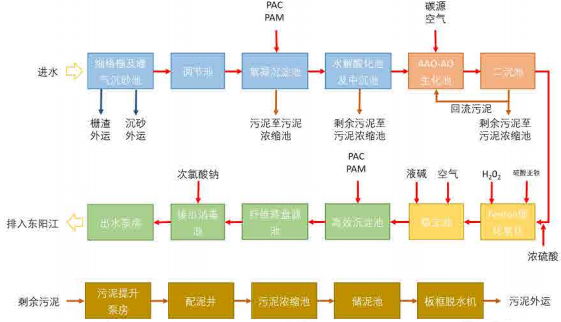 PAC
PAM
碳源
空气
进水
细格栅及曝
气沉砂池
调节池
絮凝沉淀池
水解酸化池
及中沉池
AAO-AO
生化池
二沉池
回流污泥
栅渣
外运
沉砂
外运
污泥至污泥
浓缩池
剩余污泥至
污泥浓缩池
剩余污泥至
污泥浓缩池
次氯酸钠
PAC
PAM
液碱
空气
H₂O₂
硫酸亚铁
排入东阳江
出水泵房
接触消毒
池
纤维转盘滤
池
高效沉淀池
稳定池
Fenton催
化氧化
浓硫酸
剩余污泥
污泥提升
泵房
配泥井
污泥浓缩池
储泥池
板框脱水机
污泥外运